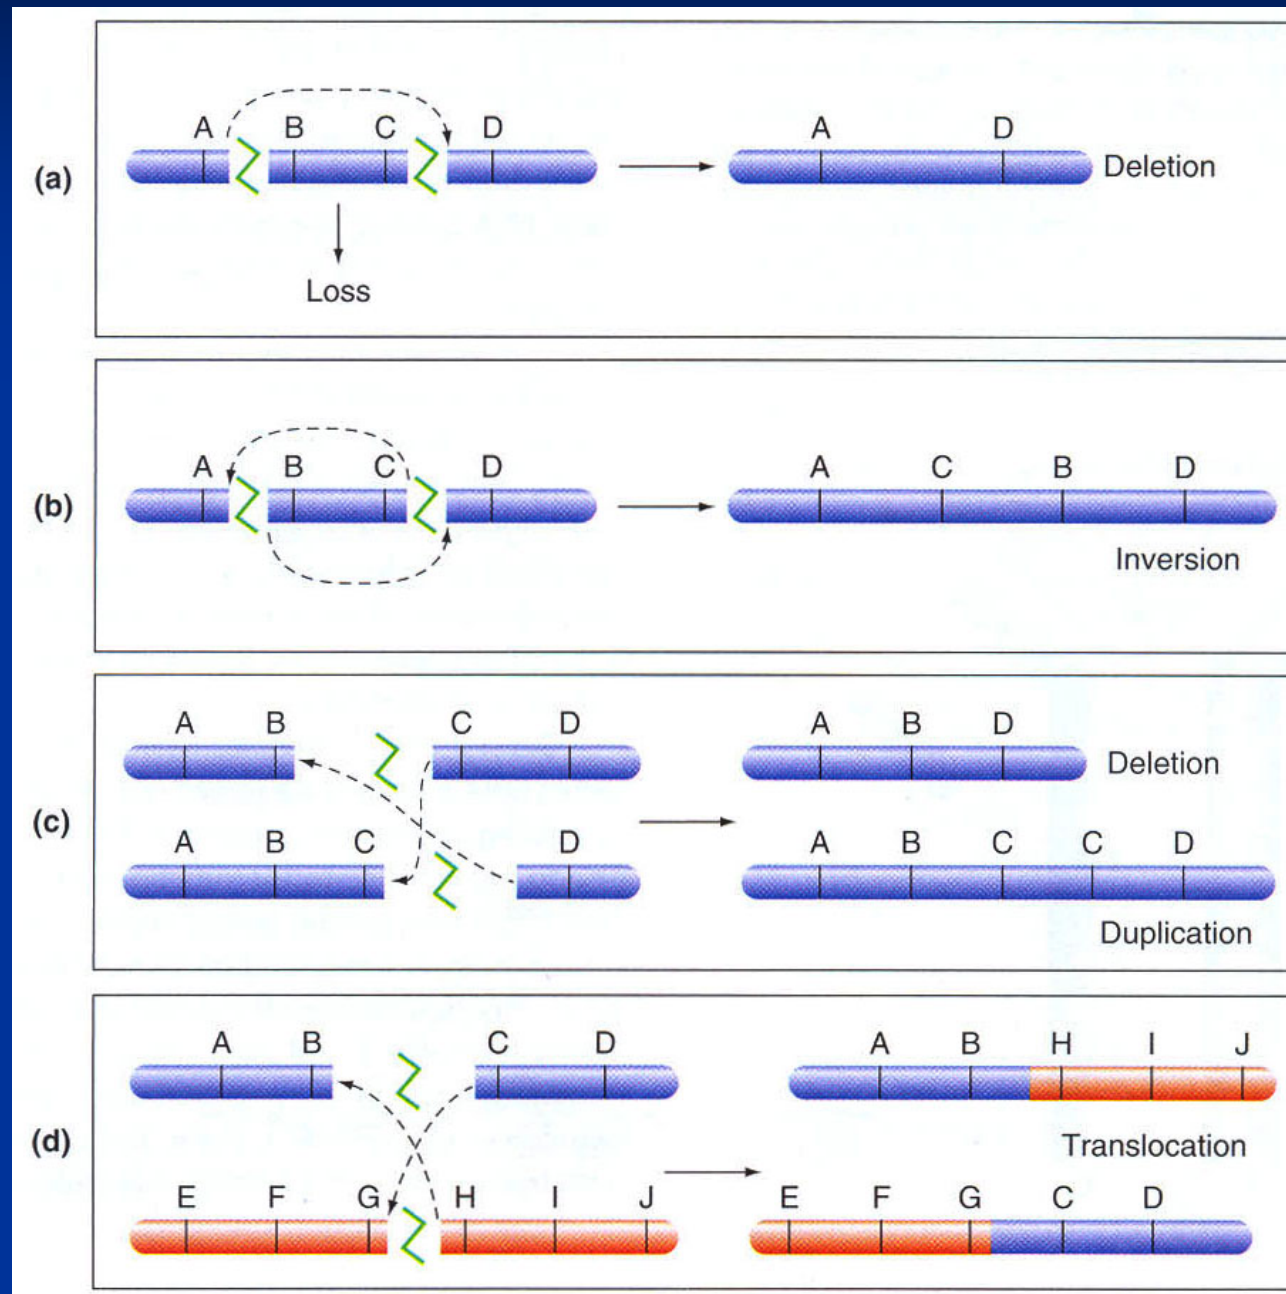 A B C D
A D
(a)
Deletion
Loss
A B C D
A C B D
(b)
Inversion
A B C D
A B D
Deletion
(c)
A B C D
A B C C D
Duplication
A B C D
A B H I J
(d)
Translocation
E F G H I J
E F G C D